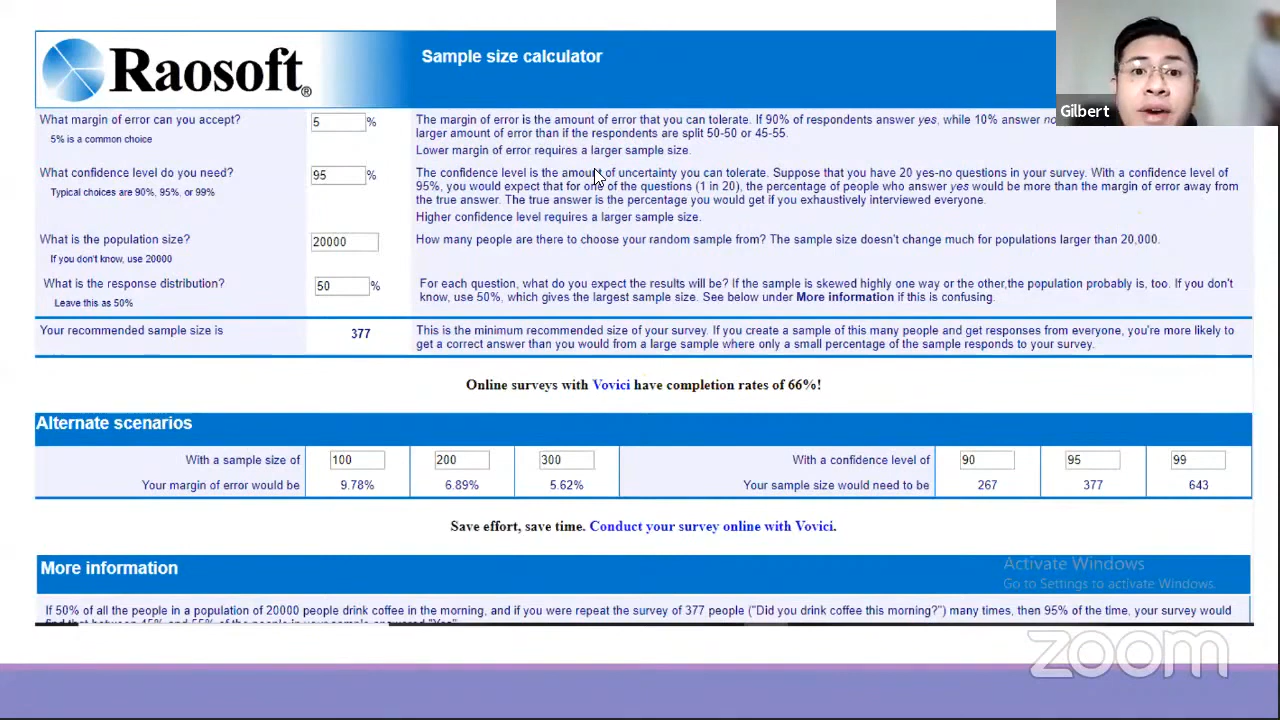 Raosoft®
Sample size calculator
Gilbert
What margin of error can you accept?
5% is a common choice
5 %
The margin of error is the amount of error that you can tolerate. If 90% of respondents answer yes, while 10% answer
larger amount of error than if the respondents are split 50-50 or 45-55.
Lower margin of error requires a larger sample size.
What confidence level do you need?
Typical choices are 90%, 95%, or 99%
95 %
The confidence level is the amount of uncertainty you can tolerate. Suppose that you have 20 yes-no questions in your survey. With a confidence level of
95%, you would expect that for one of the questions (1 in 20), the percentage of people who answer yes would be more than the margin of error away from
the true answer. The true answer is the percentage you would get if you exhaustively interviewed everyone.
Higher confidence level requires a larger sample size.
What is the population size?
If you don't know, use 20000
20000
How many people are there to choose your random sample from? The sample size doesn't change much for populations larger than 20,000.
What is the response distribution?
Leave this as 50%
50 %
For each question, what do you expect the results will be? If the sample is skewed highly one way or the other,the population probably is, too. If you don't
know, use 50%, which gives the largest sample size. See below under More information if this is confusing.
Your recommended sample size is
377
This is the minimum recommended size of your survey. If you create a sample of this many people and get responses from everyone, you're more likely to
get a correct answer than you would from a large sample where only a small percentage of the sample responds to your survey.
Online surveys with Vovici have completion rates of 66%!
Alternate scenarios
With a sample size of 100 200 300
Your margin of error would be 9.78% 6.89% 5.62%
With a confidence level of 90 95 99
Your sample size would need to be 267 377 643
Save effort, save time. Conduct your survey online with Vovici.
More information
Activate Windows
Go to Settings to activate Windows.
If 50% of all the people in a population of 20000 people drink coffee in the morning, and if you were repeat the survey of 377 people ("Did you drink coffee this morning?") many times, then 95% of the time, your survey would
find that between 45% and 55% of the people in your sample answered "Yes".
zoom